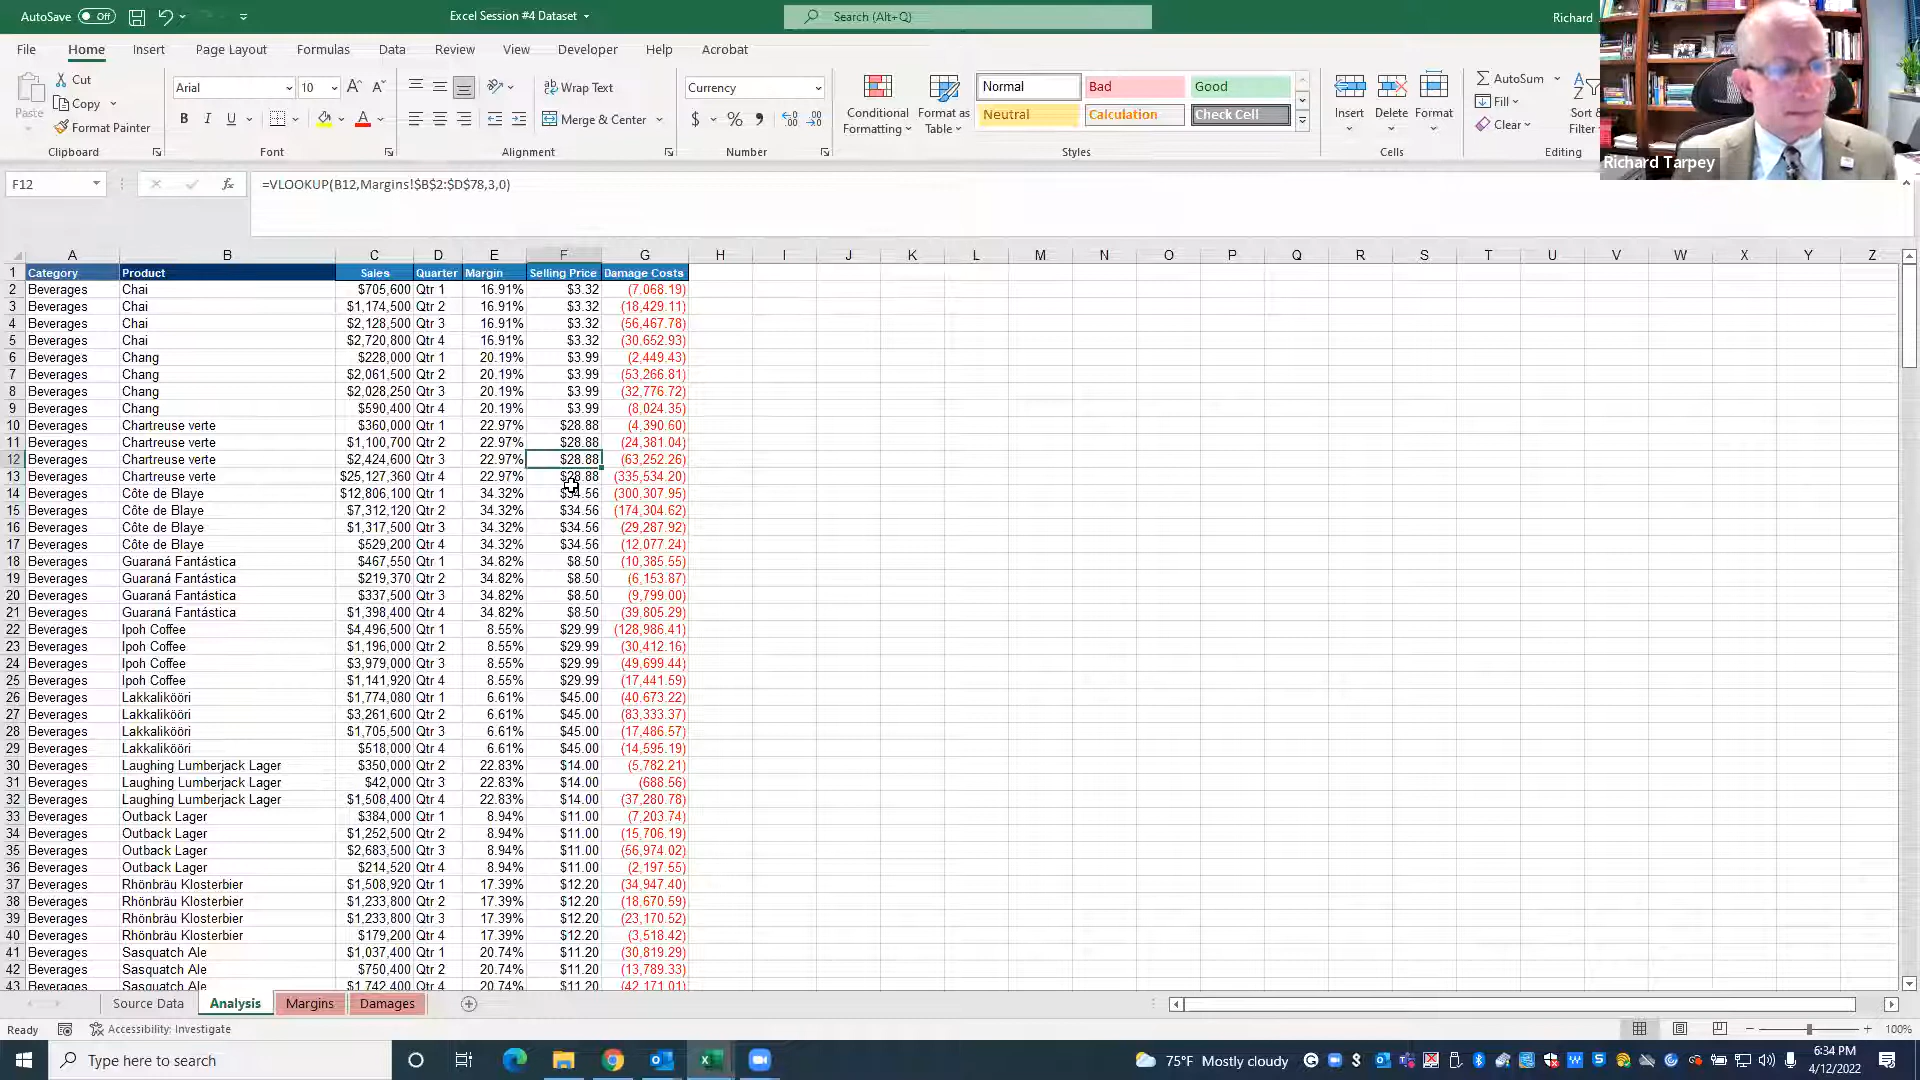 AutoSave Off Excel Session #4 Dataset Search (Alt+Q) Richard
File Home Insert Page Layout Formulas Data Review View Developer Help Acrobat
Paste Cut Copy Format Painter Clipboard
Arial 10 Font
Wrap Text Merge & Center Alignment
Currency Number
Conditional Formatting Format as Table Normal Bad Good Neutral Calculation Check Cell Styles
Insert Delete Format Cells
AutoSum Fill Clear Sort Filter Editing
Richard Tarpey
F12 =VLOOKUP(B12,Margins!$B$2:$D$78,3,0)
A B C D E F G H I J K L M N O P Q R S T U V W X Y Z
1 Category Product Sales Quarter Margin Selling Price Damage Costs
2 Beverages Chai $705,600 Qtr 1 16.91% $3.32 (7,068.19)
3 Beverages Chai $1,174,500 Qtr 2 16.91% $3.32 (18,429.11)
4 Beverages Chai $2,128,500 Qtr 3 16.91% $3.32 (56,467.78)
5 Beverages Chai $2,720,800 Qtr 4 16.91% $3.32 (30,652.93)
6 Beverages Chang $228,000 Qtr 1 20.19% $3.99 (2,449.43)
7 Beverages Chang $2,061,500 Qtr 2 20.19% $3.99 (53,266.81)
8 Beverages Chang $2,028,250 Qtr 3 20.19% $3.99 (32,776.72)
9 Beverages Chang $590,400 Qtr 4 20.19% $3.99 (8,024.35)
10 Beverages Chartreuse verte $360,000 Qtr 1 22.97% $28.88 (4,390.60)
11 Beverages Chartreuse verte $1,100,700 Qtr 2 22.97% $28.88 (24,381.04)
12 Beverages Chartreuse verte $2,424,600 Qtr 3 22.97% $28.88 (63,252.26)
13 Beverages Chartreuse verte $25,127,360 Qtr 4 22.97% $28.88 (335,534.20)
14 Beverages Côte de Blaye $12,806,100 Qtr 1 34.32% $34.56 (300,307.95)
15 Beverages Côte de Blaye $7,312,120 Qtr 2 34.32% $34.56 (174,304.62)
16 Beverages Côte de Blaye $1,317,500 Qtr 3 34.32% $34.56 (29,287.92)
17 Beverages Côte de Blaye $529,200 Qtr 4 34.32% $34.56 (12,077.24)
18 Beverages Guaraná Fantástica $467,550 Qtr 1 34.82% $8.50 (10,385.55)
19 Beverages Guaraná Fantástica $219,370 Qtr 2 34.82% $8.50 (6,153.87)
20 Beverages Guaraná Fantástica $337,500 Qtr 3 34.82% $8.50 (9,799.00)
21 Beverages Guaraná Fantástica $1,398,400 Qtr 4 34.82% $8.50 (39,805.29)
22 Beverages Ipoh Coffee $4,496,500 Qtr 1 8.55% $29.99 (128,986.41)
23 Beverages Ipoh Coffee $1,196,000 Qtr 2 8.55% $29.99 (30,412.16)
24 Beverages Ipoh Coffee $3,979,000 Qtr 3 8.55% $29.99 (49,699.44)
25 Beverages Ipoh Coffee $1,141,920 Qtr 4 8.55% $29.99 (17,441.59)
26 Beverages Lakkalikööri $1,774,080 Qtr 1 6.61% $45.00 (40,673.22)
27 Beverages Lakkalikööri $3,261,600 Qtr 2 6.61% $45.00 (83,333.37)
28 Beverages Lakkalikööri $1,705,500 Qtr 3 6.61% $45.00 (17,486.57)
29 Beverages Lakkalikööri $518,000 Qtr 4 6.61% $45.00 (14,595.19)
30 Beverages Laughing Lumberjack Lager $350,000 Qtr 2 22.83% $14.00 (5,782.21)
31 Beverages Laughing Lumberjack Lager $42,000 Qtr 3 22.83% $14.00 (688.56)
32 Beverages Laughing Lumberjack Lager $1,508,400 Qtr 4 22.83% $14.00 (37,280.78)
33 Beverages Outback Lager $384,000 Qtr 1 8.94% $11.00 (7,203.74)
34 Beverages Outback Lager $1,252,500 Qtr 2 8.94% $11.00 (15,706.19)
35 Beverages Outback Lager $2,683,500 Qtr 3 8.94% $11.00 (56,974.02)
36 Beverages Outback Lager $214,520 Qtr 4 8.94% $11.00 (2,197.55)
37 Beverages Rhönbräu Klosterbier $1,508,920 Qtr 1 17.39% $12.20 (34,947.40)
38 Beverages Rhönbräu Klosterbier $1,233,800 Qtr 2 17.39% $12.20 (18,670.59)
39 Beverages Rhönbräu Klosterbier $1,233,800 Qtr 3 17.39% $12.20 (23,170.52)
40 Beverages Rhönbräu Klosterbier $179,200 Qtr 4 17.39% $12.20 (3,518.42)
41 Beverages Sasquatch Ale $1,037,400 Qtr 1 20.74% $11.20 (30,819.29)
42 Beverages Sasquatch Ale $750,400 Qtr 2 20.74% $11.20 (13,789.33)
43 Beverages Sasquatch Ale $1,742,400 Qtr 4 20.74% $11.20 (42,171.01)
Source Data Analysis Margins Damages
Ready Accessibility: Investigate 100%
Type here to search 75°F Mostly cloudy 6:34 PM
4/12/2022